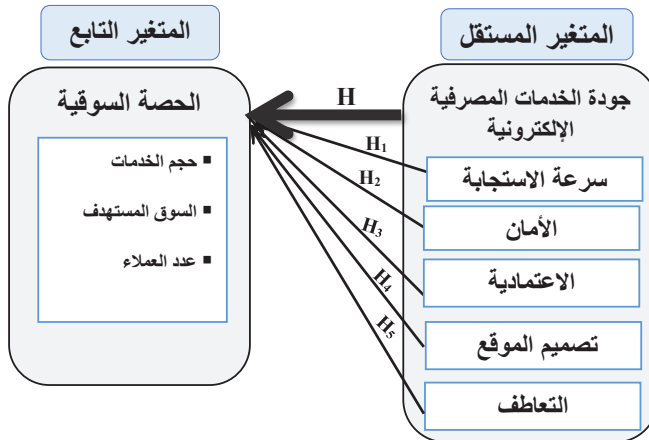 المتغير المستقل
المتغير التابع
جودة الخدمات المصرفية
الإلكترونية
سرعة الاستجابة
الأمان
الاعتمادية
تصميم الموقع
التعاطف
H
H1
H2
H3
H4
H5
الحصة السوقية
▪ حجم الخدمات
▪ السوق المستهدف
▪ عدد العملاء